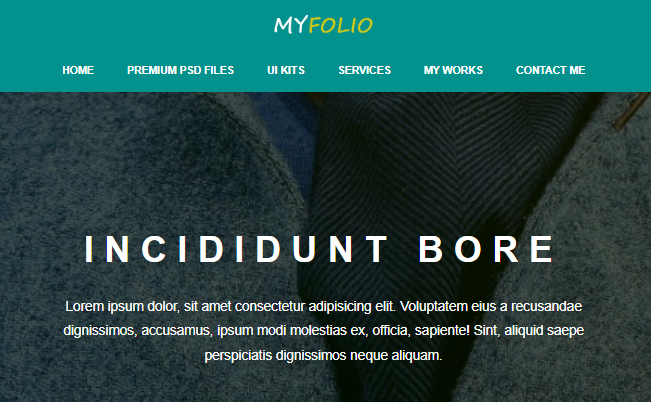 MYFOLIO
HOME PREMIUM PSD FILES UI KITS SERVICES MY WORKS CONTACT ME
INCIDIDUNT BORE
Lorem ipsum dolor, sit amet consectetur adipisicing elit. Voluptatem eius a recusandae
dignissimos, accusamus, ipsum modi molestias ex, officia, sapiente! Sint, aliquid saepe
perspiciatis dignissimos neque aliquam.